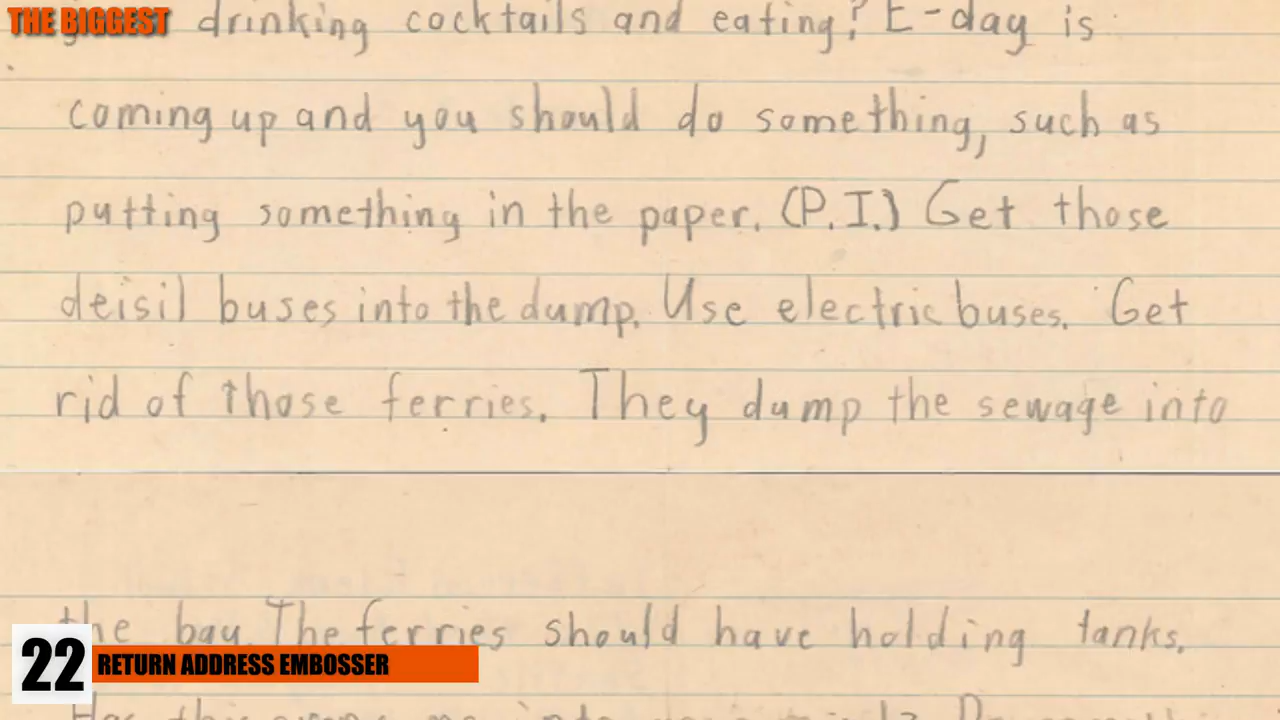 THE BIGGEST
drinking cocktails and eating? E-day is
coming up and you should do something, such as
putting something in the paper. (P.I.) Get those
deisil buses into the dump. Use electric buses. Get
rid of those ferries. They dump the sewage into
the bay. The ferries should have holding tanks.
22 RETURN ADDRESS EMBOSSER